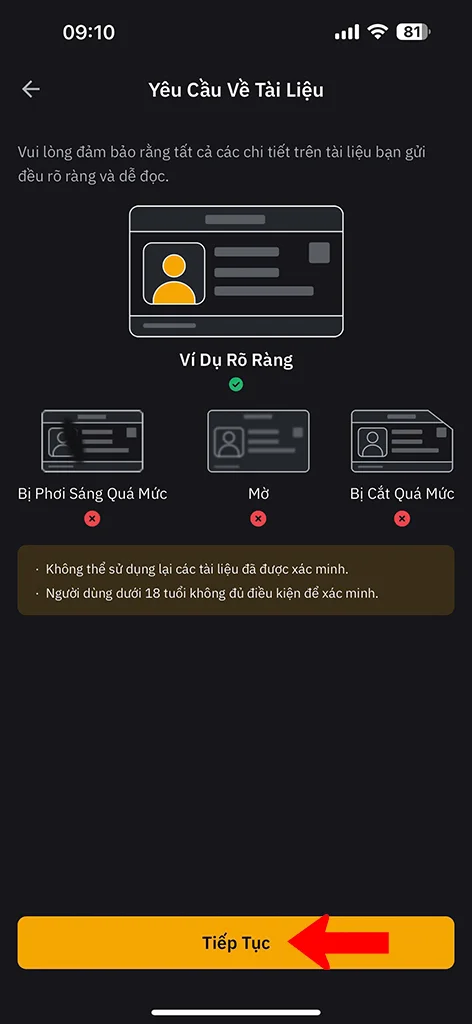 09:10
81
Yêu Cầu Về Tài Liệu
Vui lòng đảm bảo rằng tất cả các chi tiết trên tài liệu bạn gửi
đều rõ ràng và dễ đọc.
Ví Dụ Rõ Ràng
Bị Phơi Sáng Quá Mức
Mờ
Bị Cắt Quá Mức
· Không thể sử dụng lại các tài liệu đã được xác minh.
· Người dùng dưới 18 tuổi không đủ điều kiện để xác minh.
Tiếp Tục